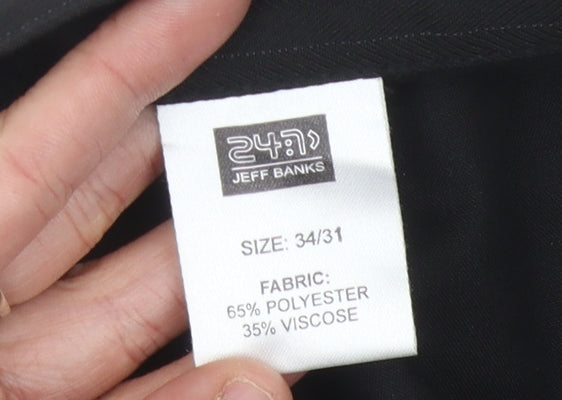 24:7
JEFF BANKS
SIZE: 34/31
FABRIC:
65% POLYESTER
35% VISCOSE